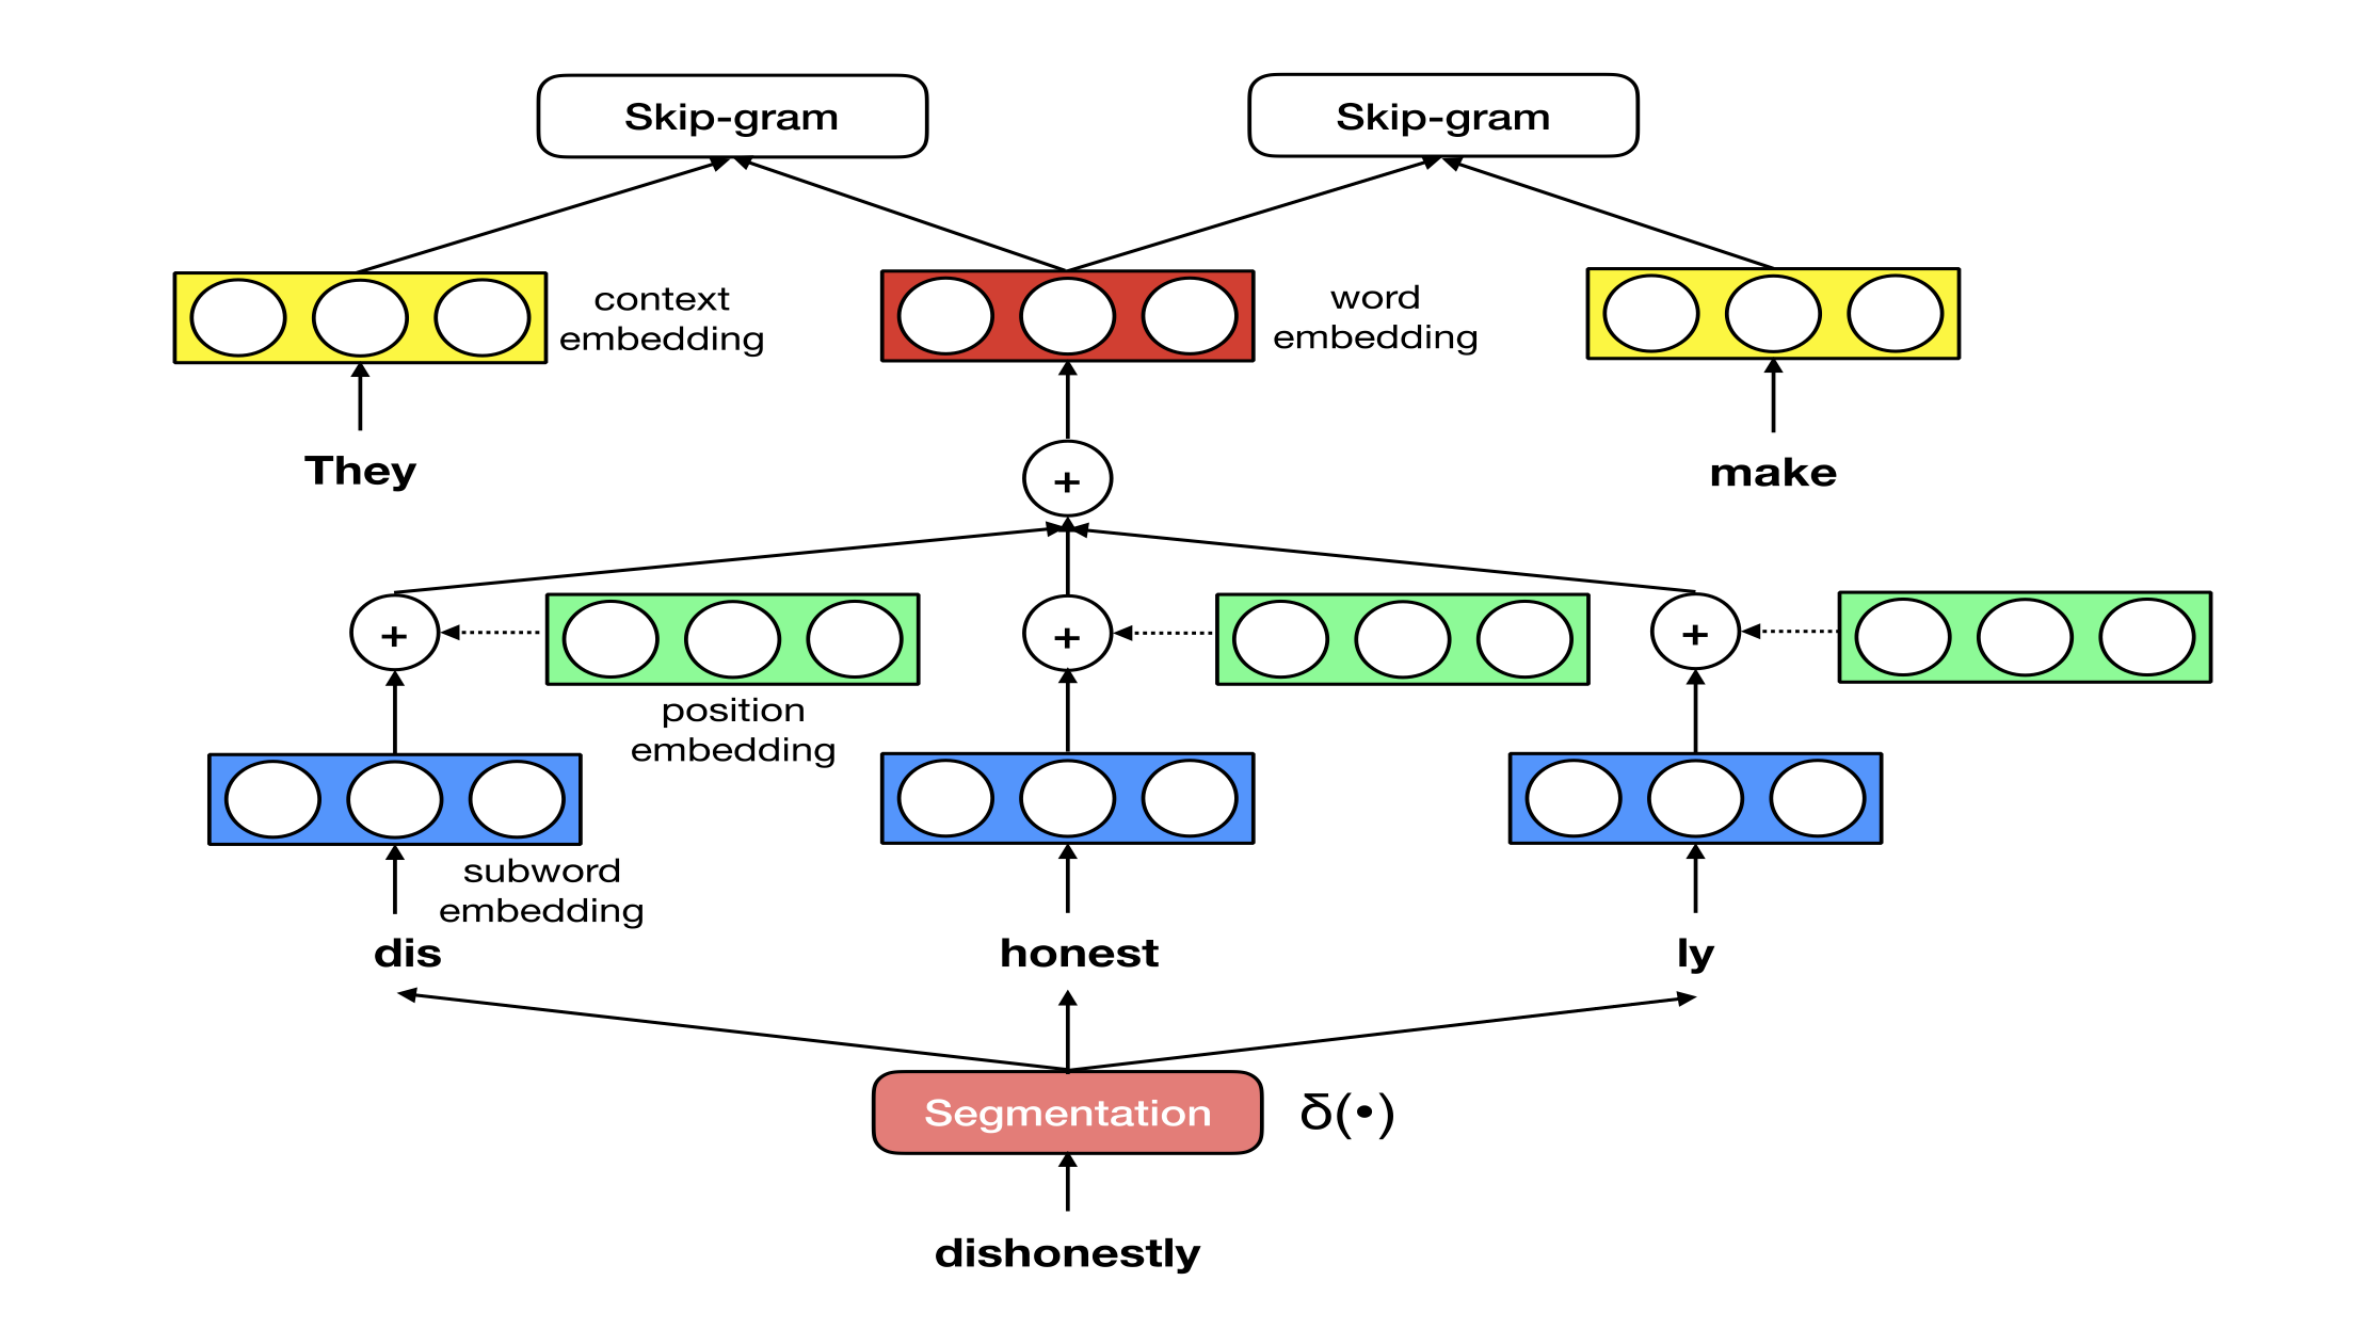 Skip-gram
Skip-gram
context
embedding
word
embedding
They
make
+
+
+
+
position
embedding
subword
embedding
dis
honest
ly
Segmentation
δ(•)
dishonestly